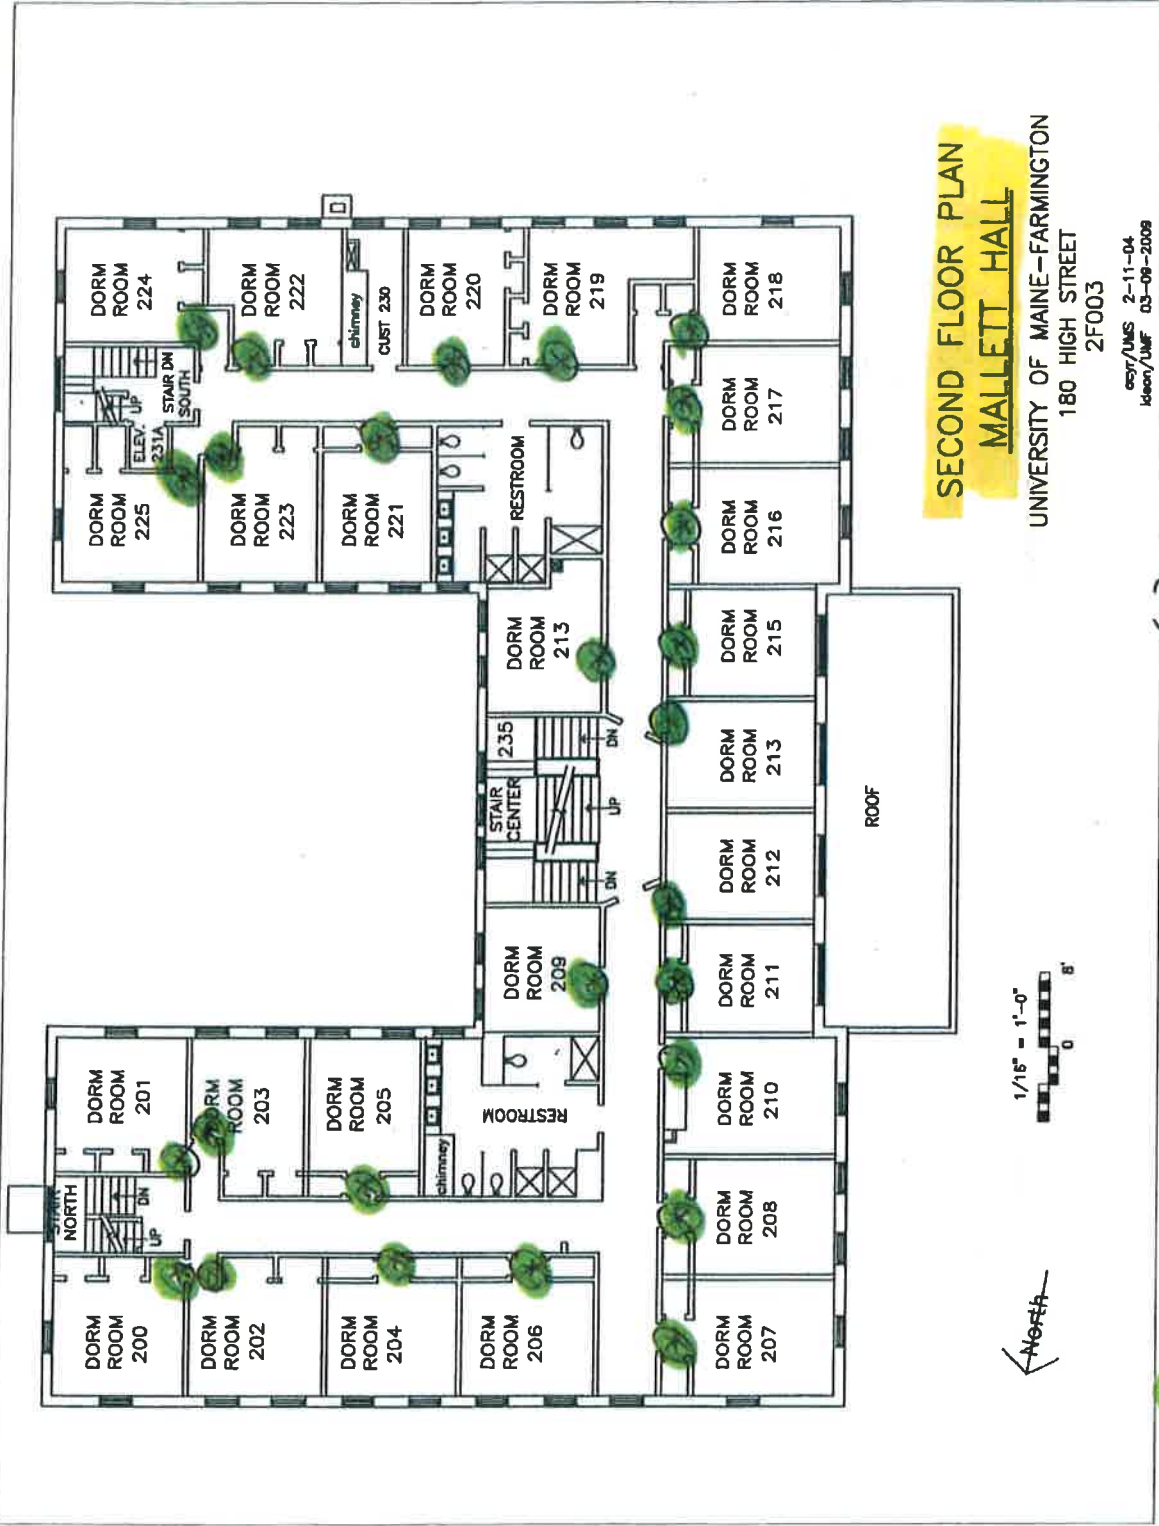 SECOND FLOOR PLAN
MALLETT HALL
UNIVERSITY OF MAINE-FARMINGTON
180 HIGH STREET
2F003
2-11-04
03-09-2009
DORM
ROOM
224
DORM
ROOM
222
chimney
CUST 230
DORM
ROOM
220
DORM
ROOM
219
DORM
ROOM
218
UP
STAIR DN
SOUTH
ELEV.
231A
DORM
ROOM
225
DORM
ROOM
223
DORM
ROOM
221
RESTROOM
DORM
ROOM
217
DORM
ROOM
216
DORM
ROOM
213
DORM
ROOM
215
235
STAIR
CENTER
DN
UP
DN
DORM
ROOM
213
DORM
ROOM
212
ROOF
DORM
ROOM
209
DORM
ROOM
211
DORM
ROOM
201
DORM
ROOM
203
DORM
ROOM
205
chimney
RESTROOM
DORM
ROOM
210
STAIR
NORTH
DN
UP
DORM
ROOM
208
DORM
ROOM
200
DORM
ROOM
202
DORM
ROOM
204
DORM
ROOM
206
DORM
ROOM
207
1/16" = 1'-0"
0 8'
North